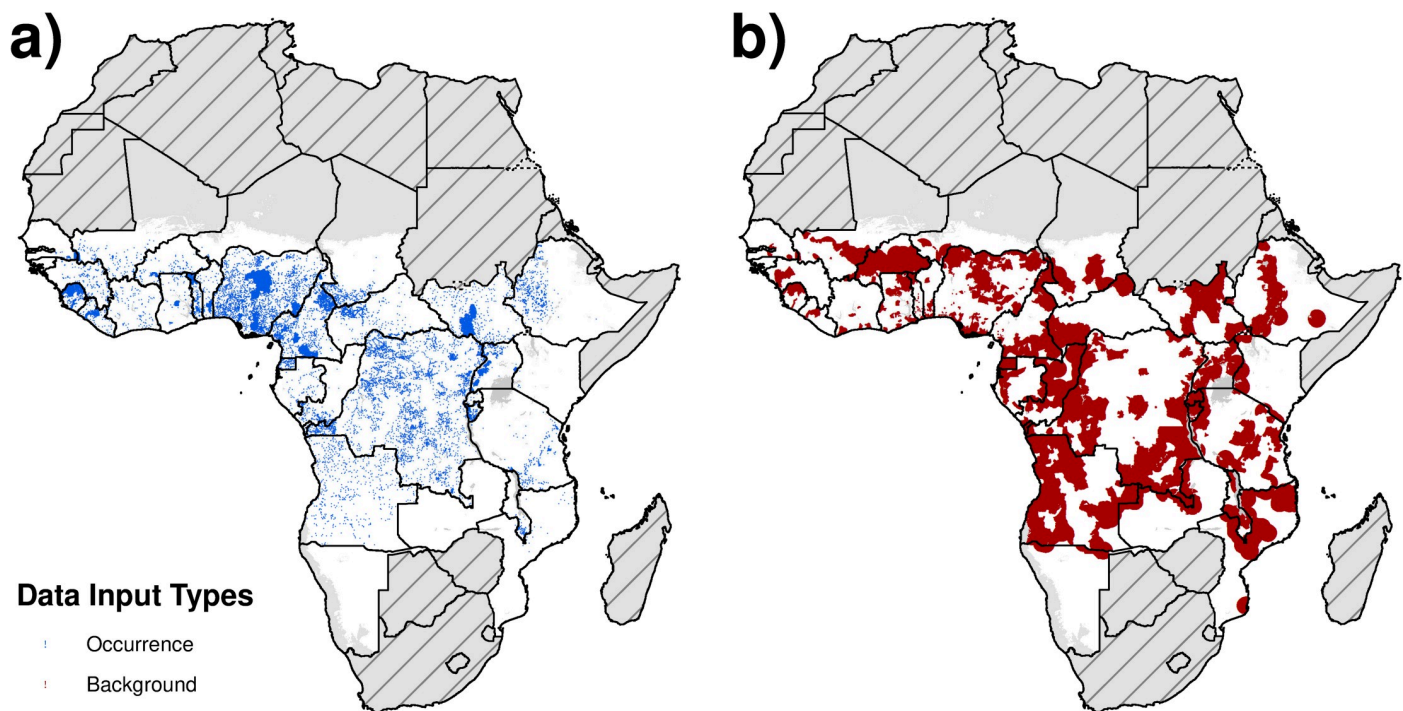 a)
b)
Data Input Types
! Occurrence
! Background